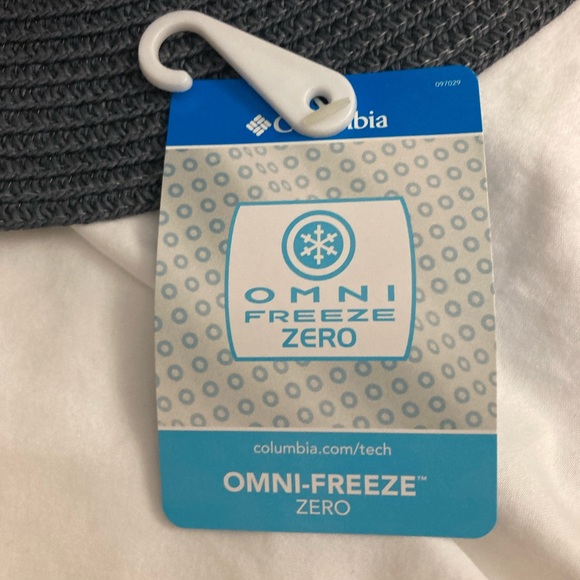 097029
Columbia
OMNI
FREEZE
ZERO
columbia.com/tech
OMNI-FREEZE™
ZERO